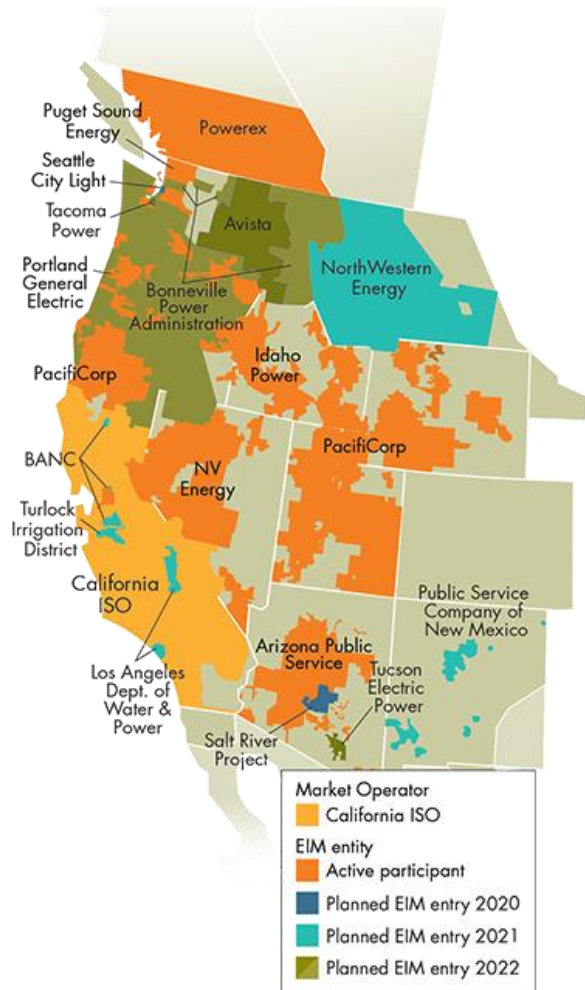 Powerex
Puget Sound
Energy
Seattle
City Light
Tacoma
Power
Avista
Portland
General
Electric
Bonneville
Power
Administration
NorthWestern
Energy
PacifiCorp
Idaho
Power
PacifiCorp
BANC
NV
Energy
Turlock
Irrigation
District
California
ISO
Public Service
Company of
New Mexico
Arizona Public
Service
Los Angeles
Dept. of
Water &
Power
Tucson
Electric
Power
Salt River
Project
Market Operator
California ISO
EIM entity
Active participant
Planned EIM entry 2020
Planned EIM entry 2021
Planned EIM entry 2022